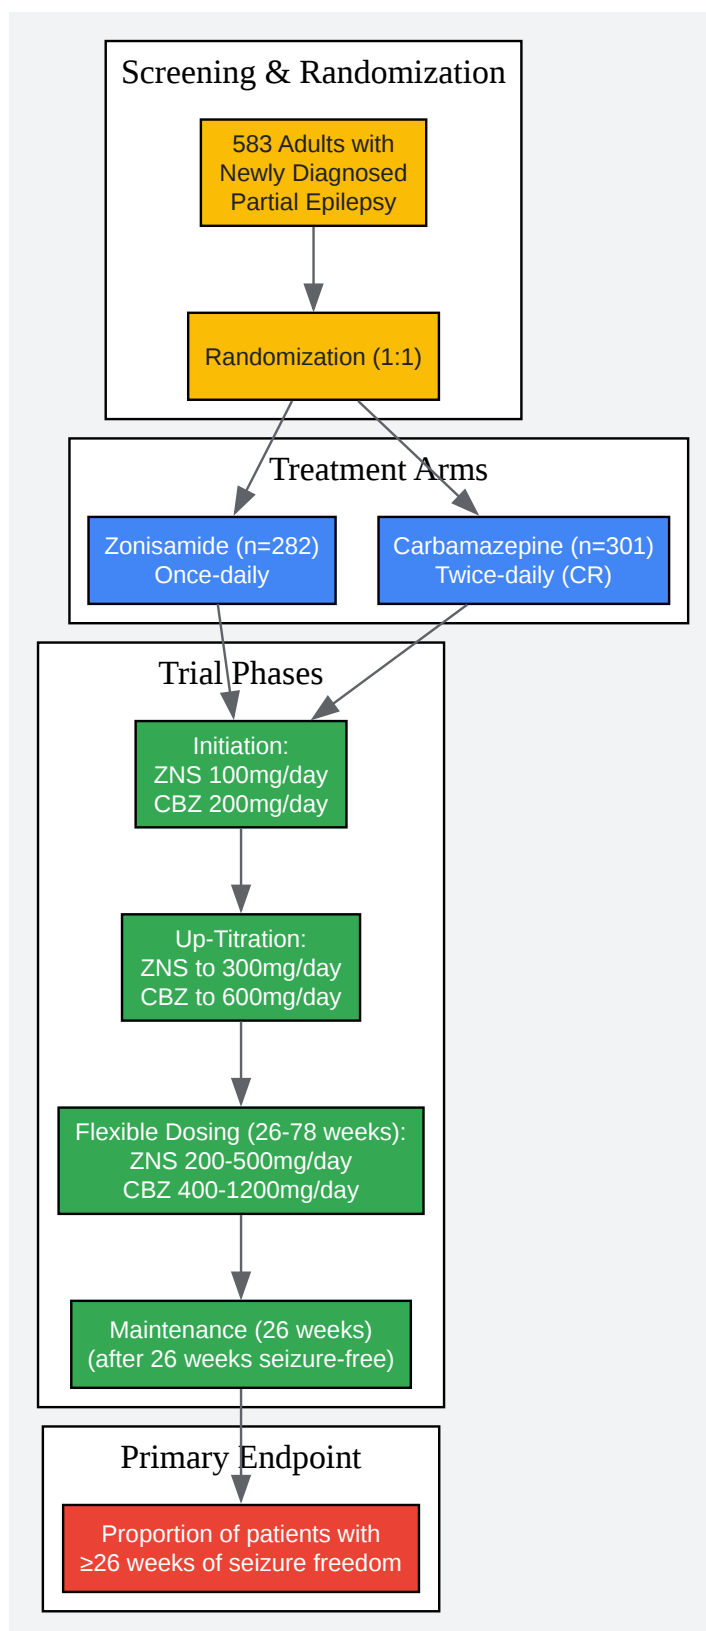 Screening & Randomization
583 Adults with
Newly Diagnosed
Partial Epilepsy
Randomization (1:1)
Treatment Arms
Zonisamide (n=282)
Once-daily
Carbamazepine (n=301)
Twice-daily (CR)
Trial Phases
Initiation:
ZNS 100mg/day
CBZ 200mg/day
Up-Titration:
ZNS to 300mg/day
CBZ to 600mg/day
Flexible Dosing (26-78 weeks):
ZNS 200-500mg/day
CBZ 400-1200mg/day
Maintenance (26 weeks)
(after 26 weeks seizure-free)
Primary Endpoint
Proportion of patients with
≥26 weeks of seizure freedom